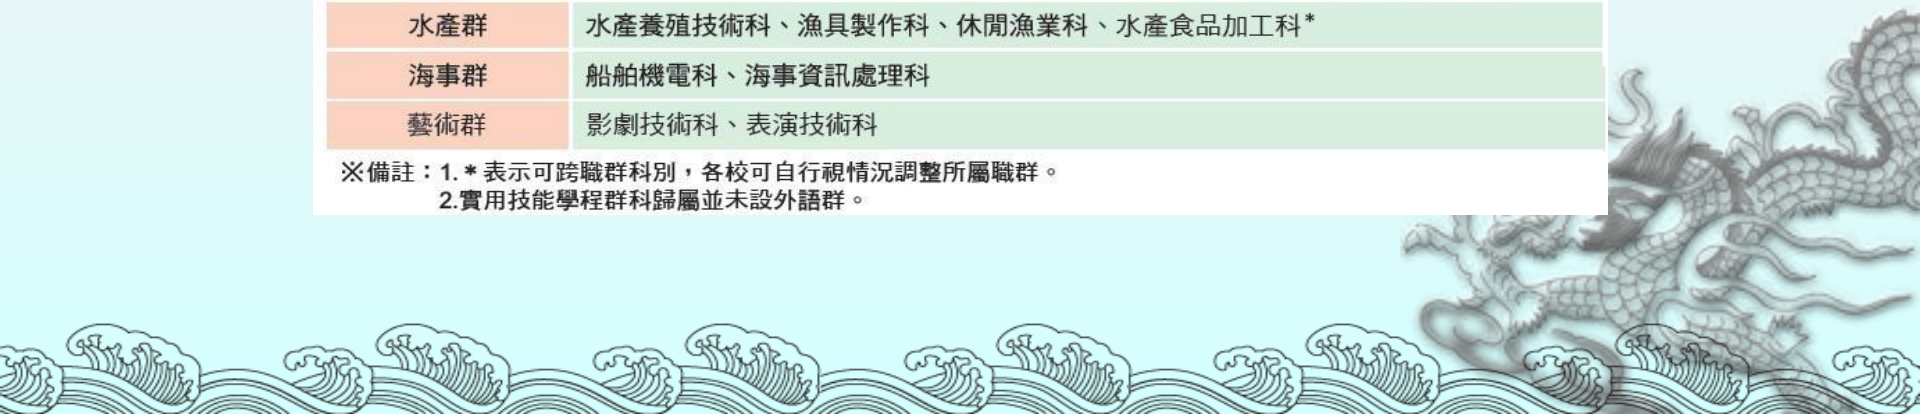 水產群 水產養殖技術科、漁具製作科、休閒漁業科、水產食品加工科*
海事群 船舶機電科、海事資訊處理科
藝術群 影劇技術科、表演技術科
※備註：1.＊表示可跨職群科別，各校可自行視情況調整所屬職群。
2.實用技能學程群科歸屬並未設外語群。